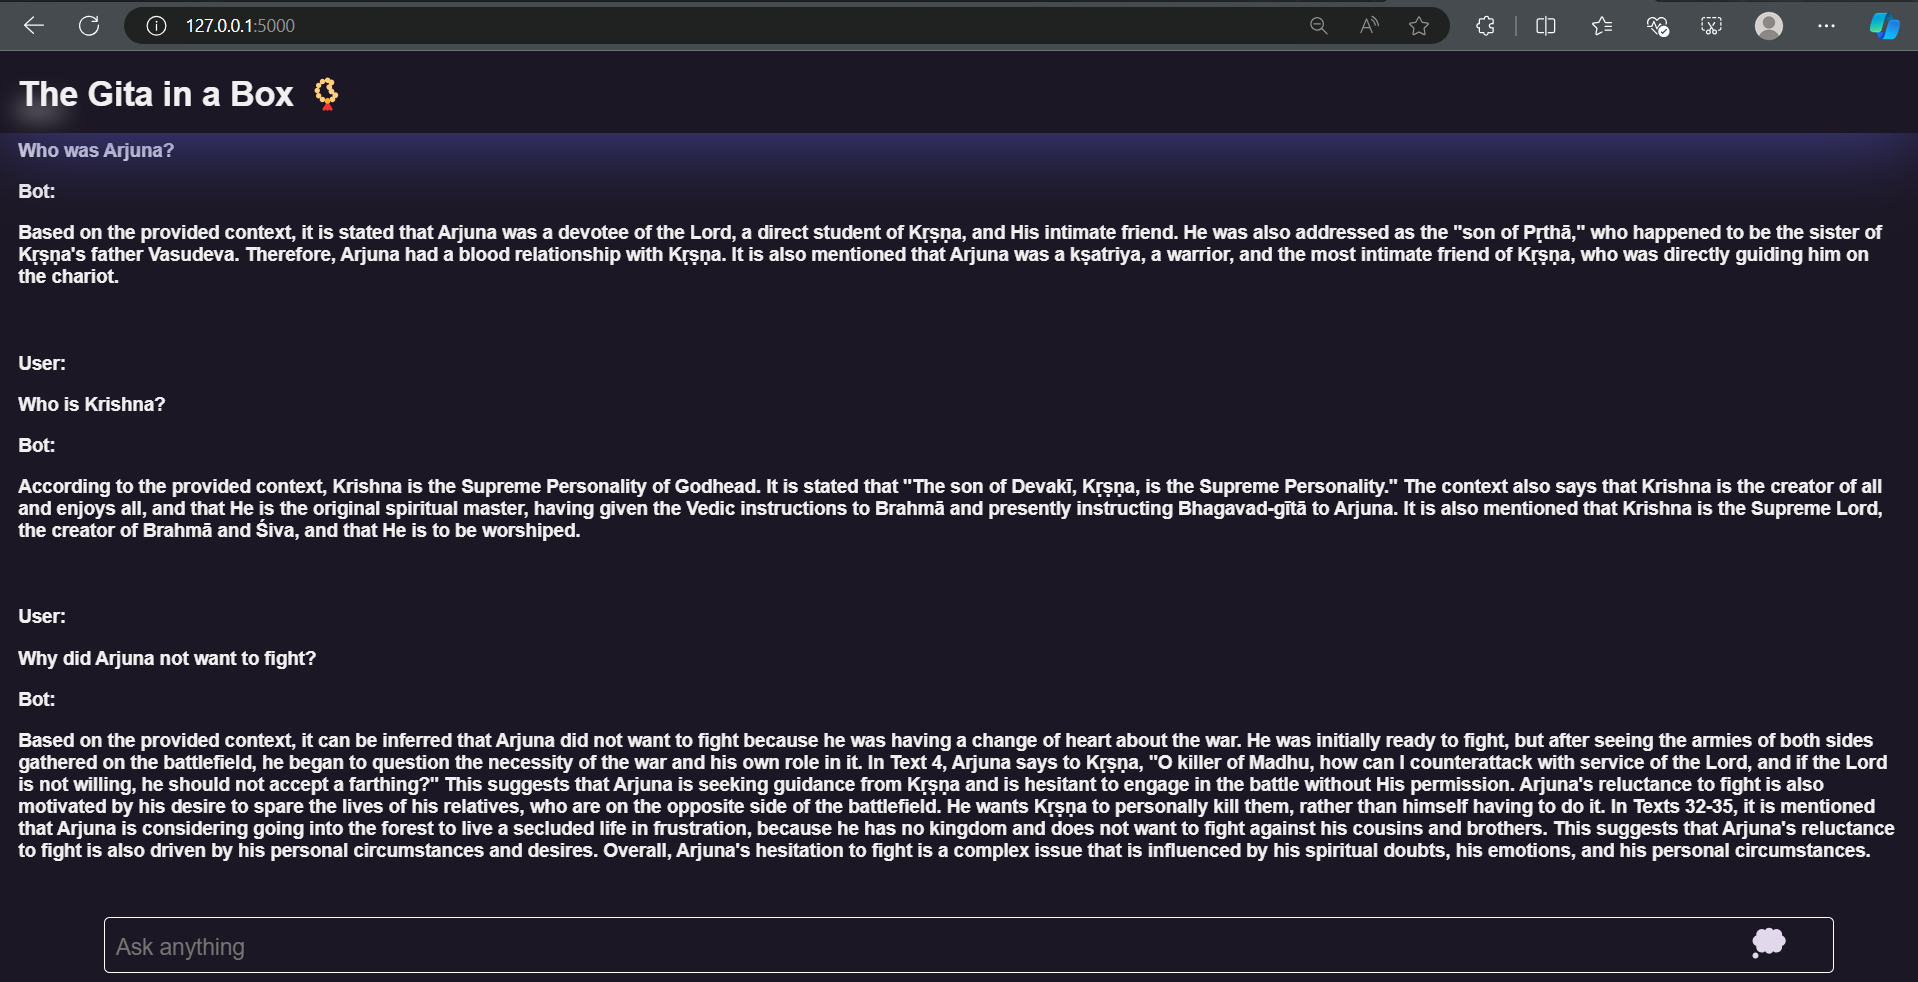 127.0.0.1:5000
The Gita in a Box
Who was Arjuna?
Bot:
Based on the provided context, it is stated that Arjuna was a devotee of the Lord, a direct student of Kṛṣṇa, and His intimate friend. He was also addressed as the "son of Pṛthā," who happened to be the sister of
Kṛṣṇa's father Vasudeva. Therefore, Arjuna had a blood relationship with Kṛṣṇa. It is also mentioned that Arjuna was a kṣatriya, a warrior, and the most intimate friend of Kṛṣṇa, who was directly guiding him on
the chariot.
User:
Who is Krishna?
Bot:
According to the provided context, Krishna is the Supreme Personality of Godhead. It is stated that "The son of Devakī, Kṛṣṇa, is the Supreme Personality." The context also says that Krishna is the creator of all
and enjoys all, and that He is the original spiritual master, having given the Vedic instructions to Brahmā and presently instructing Bhagavad-gītā to Arjuna. It is also mentioned that Krishna is the Supreme Lord,
the creator of Brahmā and Śiva, and that He is to be worshiped.
User:
Why did Arjuna not want to fight?
Bot:
Based on the provided context, it can be inferred that Arjuna did not want to fight because he was having a change of heart about the war. He was initially ready to fight, but after seeing the armies of both sides
gathered on the battlefield, he began to question the necessity of the war and his own role in it. In Text 4, Arjuna says to Kṛṣṇa, "O killer of Madhu, how can I counterattack with service of the Lord, and if the Lord
is not willing, he should not accept a farthing?" This suggests that Arjuna is seeking guidance from Kṛṣṇa and is hesitant to engage in the battle without His permission. Arjuna's reluctance to fight is also
motivated by his desire to spare the lives of his relatives, who are on the opposite side of the battlefield. He wants Kṛṣṇa to personally kill them, rather than himself having to do it. In Texts 32-35, it is mentioned
that Arjuna is considering going into the forest to live a secluded life in frustration, because he has no kingdom and does not want to fight against his cousins and brothers. This suggests that Arjuna's reluctance
to fight is also driven by his personal circumstances and desires. Overall, Arjuna's hesitation to fight is a complex issue that is influenced by his spiritual doubts, his emotions, and his personal circumstances.
Ask anything